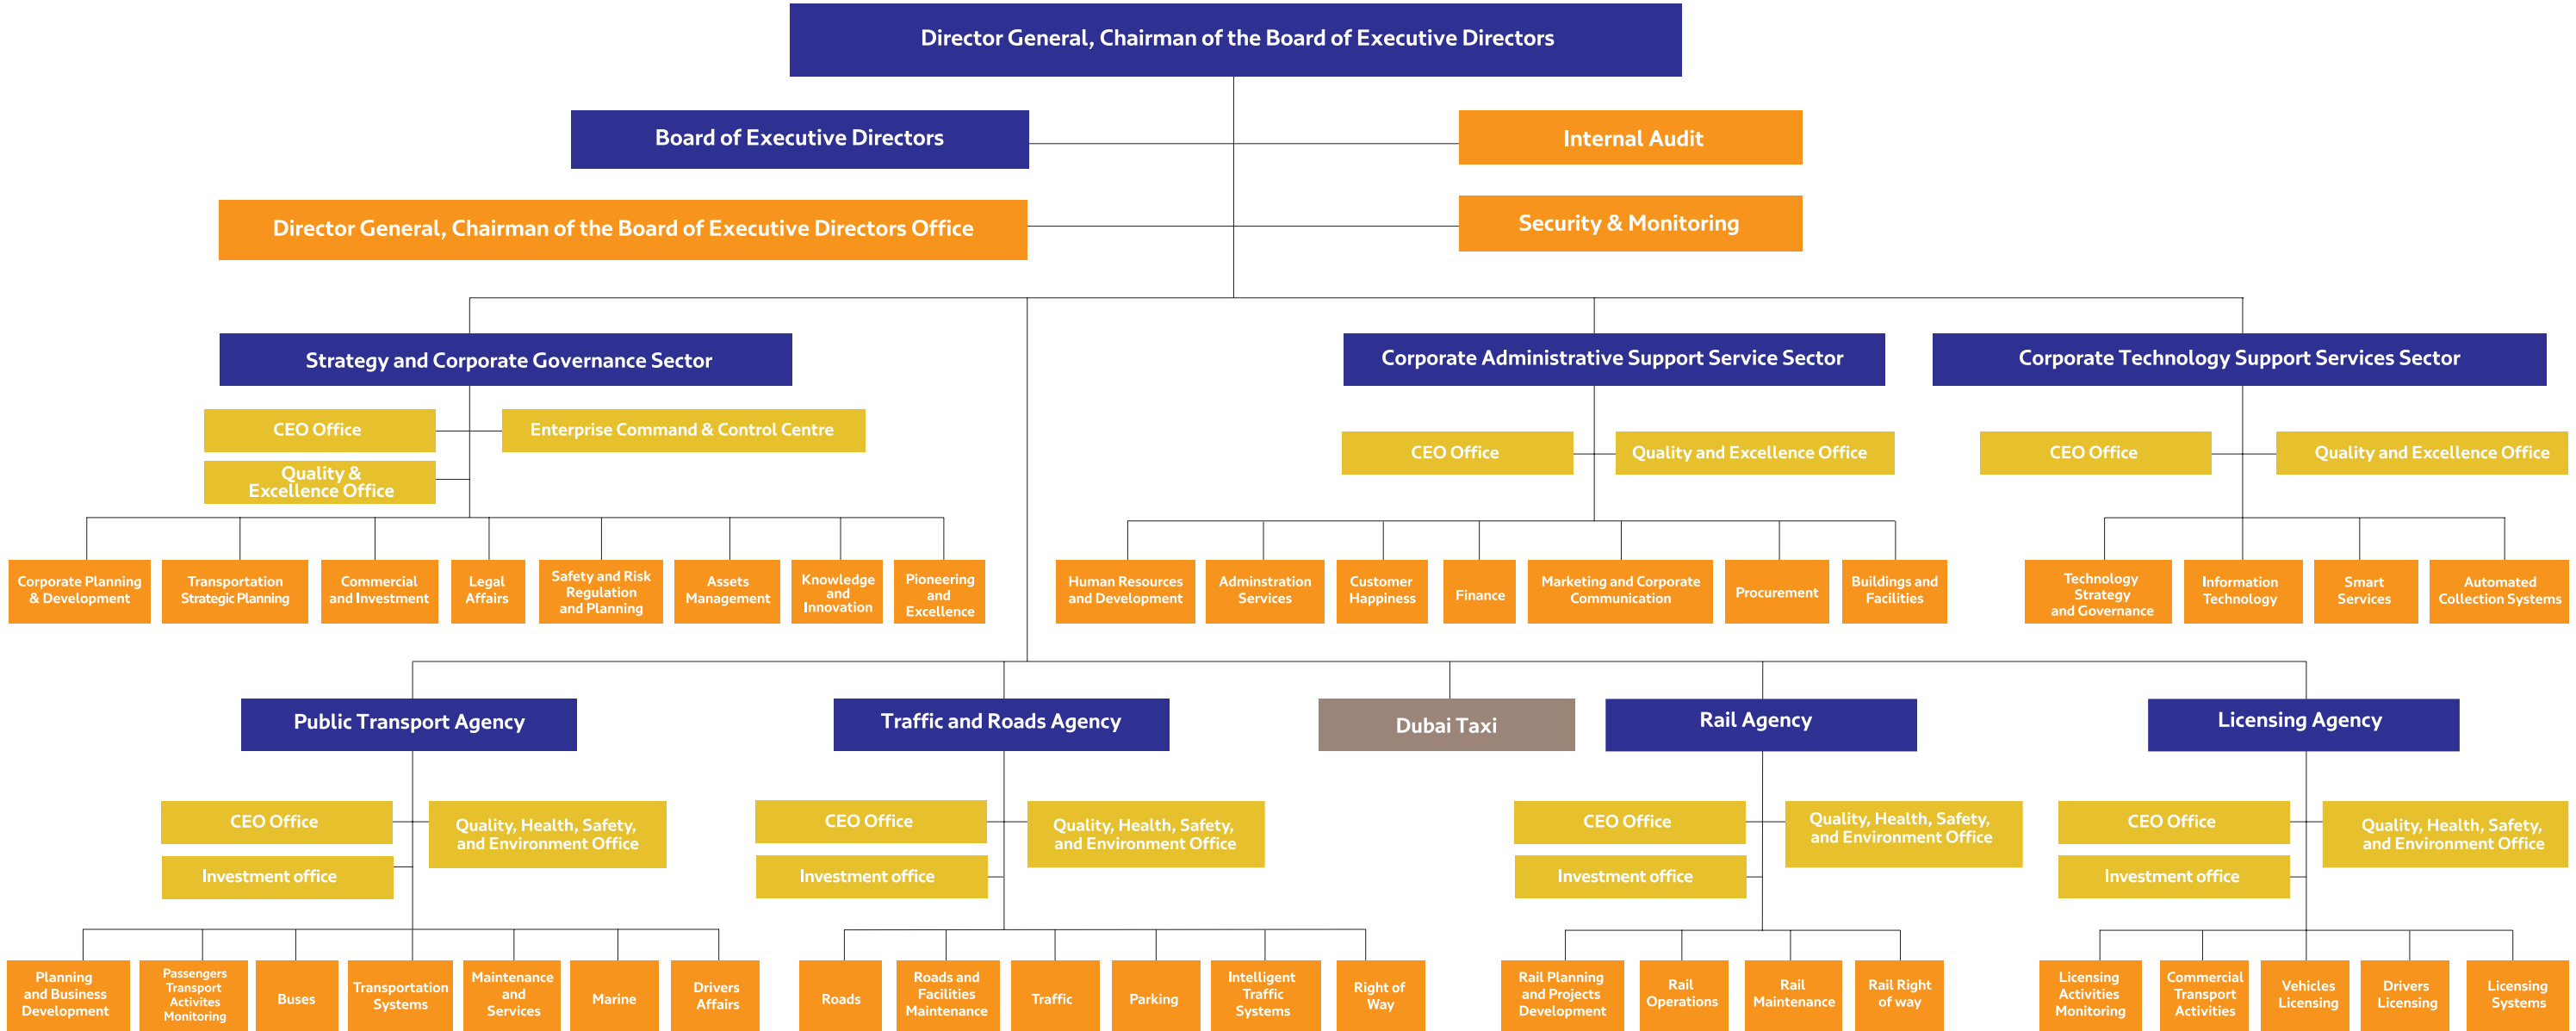 Director General, Chairman of the Board of Executive Directors
Board of Executive Directors
Internal Audit
Director General, Chairman of the Board of Executive Directors Office
Security & Monitoring
Strategy and Corporate Governance Sector
Corporate Administrative Support Service Sector
Corporate Technology Support Services Sector
CEO Office
Enterprise Command & Control Centre
Quality &
Excellence Office
CEO Office
Quality and Excellence Office
CEO Office
Quality and Excellence Office
Corporate Planning
& Development
Transportation
Strategic Planning
Commercial
and Investment
Legal
Affairs
Safety and Risk
Regulation
and Planning
Assets
Management
Knowledge
and
Innovation
Pioneering
and
Excellence
Human Resources
and Development
Adminstration
Services
Customer
Happiness
Finance
Marketing and Corporate
Communication
Procurement
Buildings and
Facilities
Technology
Strategy
and Governance
Information
Technology
Smart
Services
Automated
Collection Systems
Public Transport Agency
Traffic and Roads Agency
Dubai Taxi
Rail Agency
Licensing Agency
CEO Office
Quality, Health, Safety,
and Environment Office
Investment office
CEO Office
Quality, Health, Safety,
and Environment Office
Investment office
CEO Office
Quality, Health, Safety,
and Environment Office
Investment office
CEO Office
Quality, Health, Safety,
and Environment Office
Investment office
Planning
and Business
Development
Passengers
Transport
Activites
Monitoring
Buses
Transportation
Systems
Maintenance
and
Services
Marine
Drivers
Affairs
Roads
Roads and
Facilities
Maintenance
Traffic
Parking
Intelligent
Traffic
Systems
Right of
Way
Rail Planning
and Projects
Development
Rail
Operations
Rail
Maintenance
Rail Right
of way
Licensing
Activities
Monitoring
Commercial
Transport
Activities
Vehicles
Licensing
Drivers
Licensing
Licensing
Systems